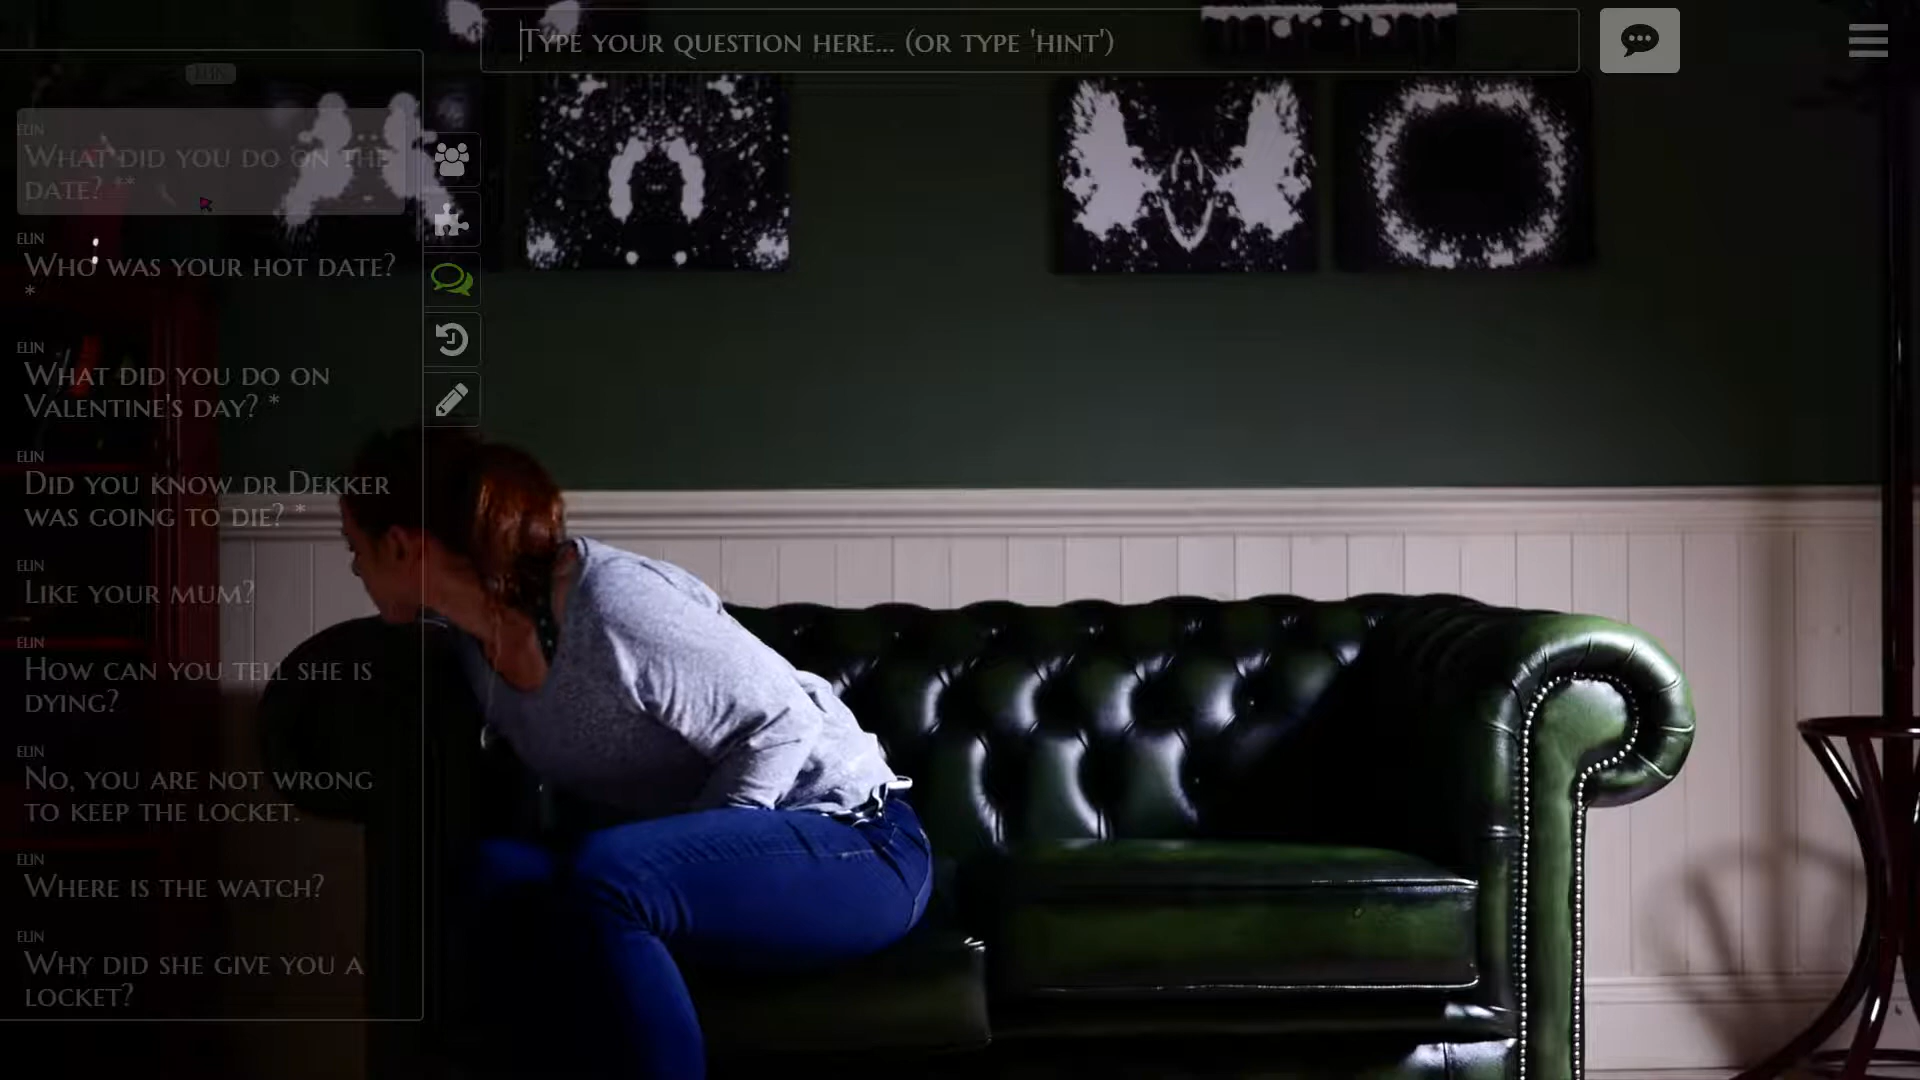 Type your question here... (or type 'hint')
Elin
What did you do on the
date? **
Elin
Who was your hot date?
*
Elin
What did you do on
Valentine's day? *
Elin
Did you know dr Dekker
was going to die? *
Elin
Like your mum?
Elin
How can you tell she is
dying?
Elin
No, you are not wrong
to keep the locket.
Elin
Where is the watch?
Elin
Why did she give you a
locket?